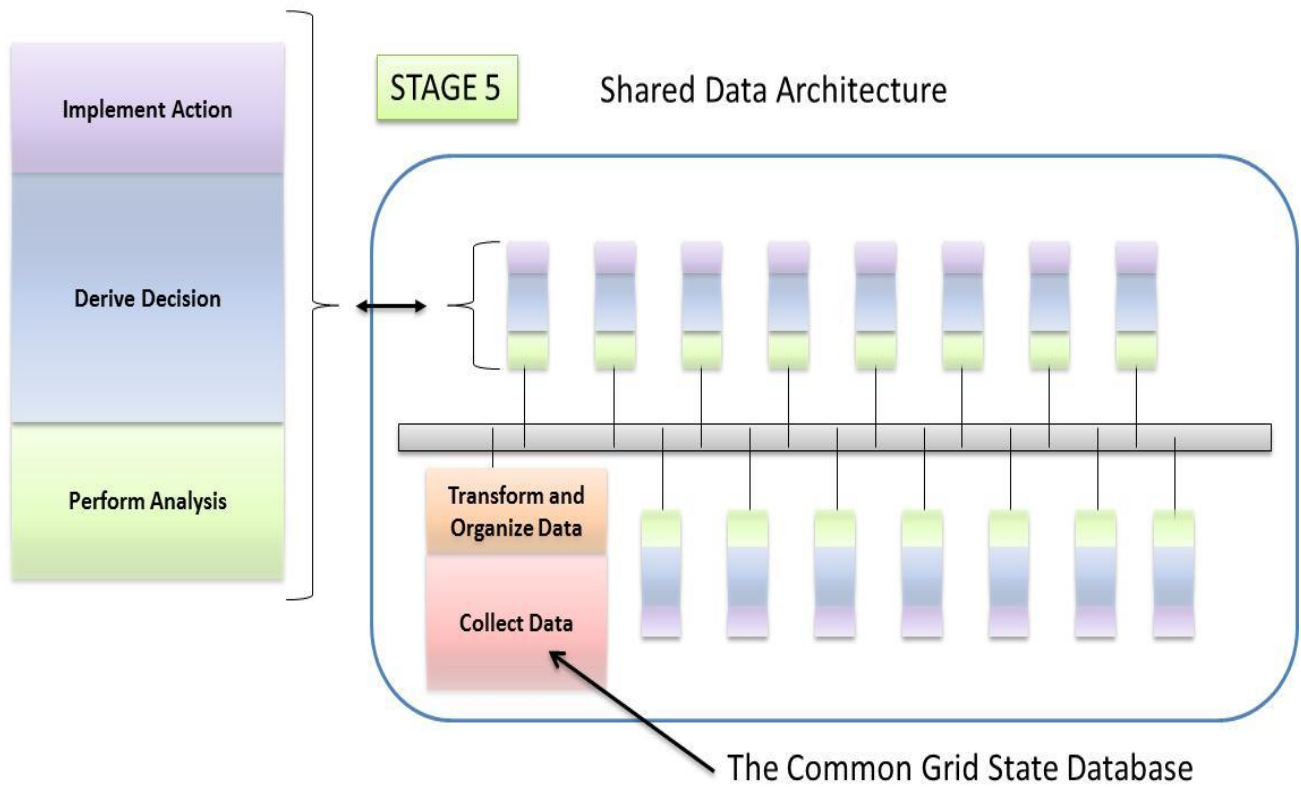 STAGE 5
Shared Data Architecture
Implement Action
Derive Decision
Perform Analysis
Transform and
Organize Data
Collect Data
The Common Grid State Database